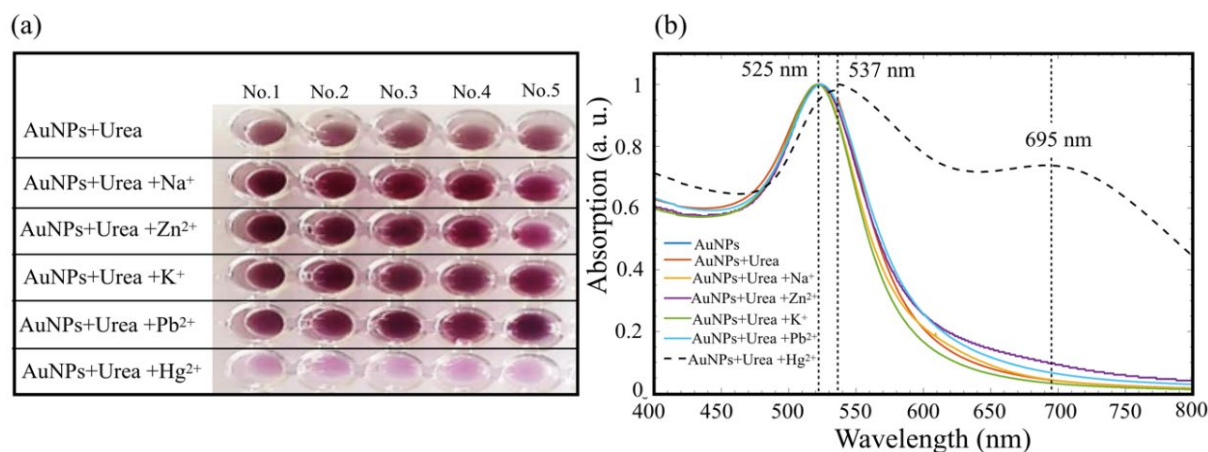 (a)
No.1 No.2 No.3 No.4 No.5
AuNPs+Urea
AuNPs+Urea +Na⁺
AuNPs+Urea +Zn²⁺
AuNPs+Urea +K⁺
AuNPs+Urea +Pb²⁺
AuNPs+Urea +Hg²⁺
(b)
525 nm 537 nm
695 nm
Absorption (a. u.)
1
0.8
0.6
0.4
0.2
0
AuNPs
AuNPs+Urea
AuNPs+Urea +Na⁺
AuNPs+Urea +Zn²⁺
AuNPs+Urea +K⁺
AuNPs+Urea +Pb²⁺
AuNPs+Urea +Hg²⁺
400 450 500 550 600 650 700 750 800
Wavelength (nm)